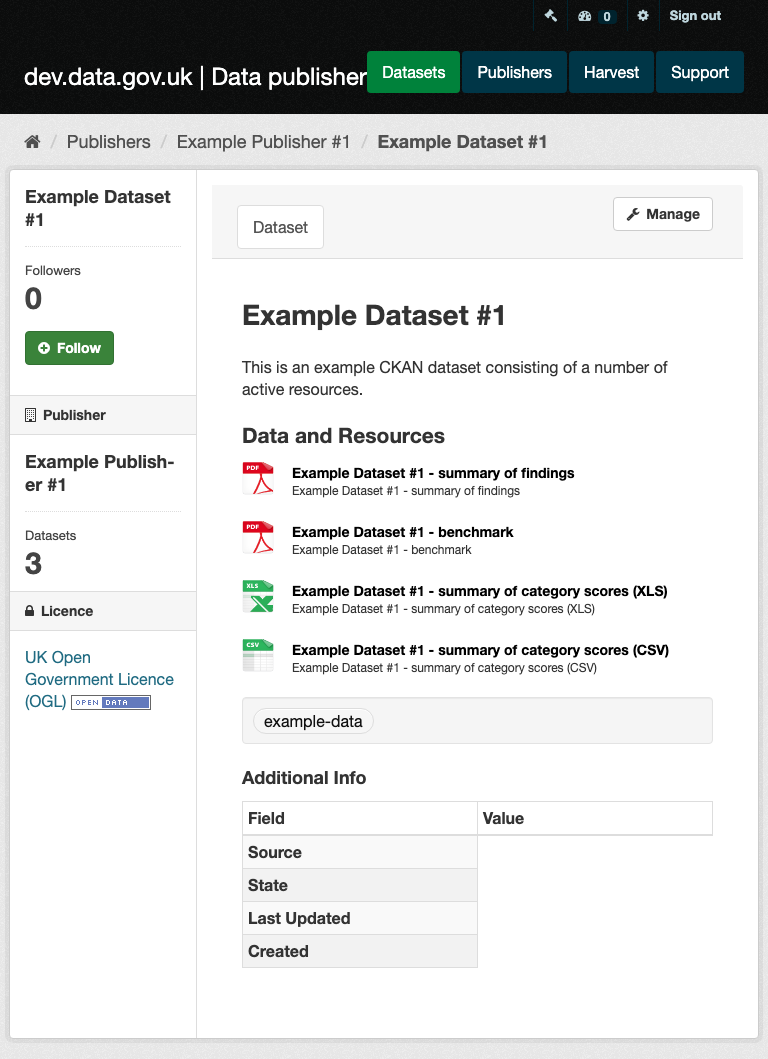 0
Sign out
dev.data.gov.uk | Data publisher
Datasets
Publishers
Harvest
Support
/ Publishers / Example Publisher #1 / Example Dataset #1
Example Dataset
#1
Followers
0
Follow
Publisher
Example Publish-
er #1
Datasets
3
Licence
UK Open
Government Licence
(OGL) OPEN DATA
Dataset
Manage
Example Dataset #1
This is an example CKAN dataset consisting of a number of
active resources.
Data and Resources
PDF
Example Dataset #1 - summary of findings
Example Dataset #1 - summary of findings
PDF
Example Dataset #1 - benchmark
Example Dataset #1 - benchmark
XLS
Example Dataset #1 - summary of category scores (XLS)
Example Dataset #1 - summary of category scores (XLS)
CSV
Example Dataset #1 - summary of category scores (CSV)
Example Dataset #1 - summary of category scores (CSV)
example-data
Additional Info
Field Value
Source
State
Last Updated
Created